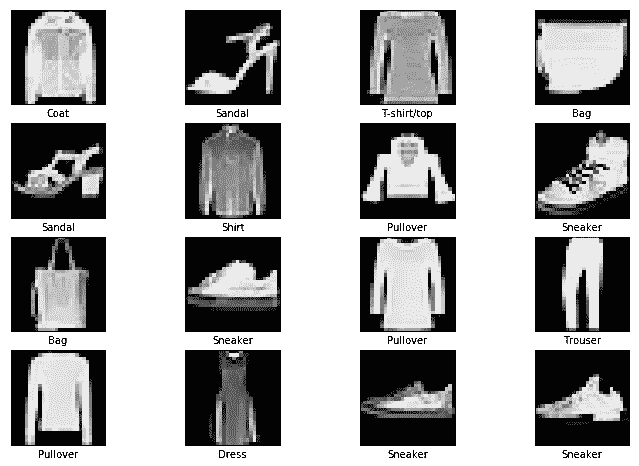 Coat Sandal T-shirt/top Bag
Sandal Shirt Pullover Sneaker
Bag Sneaker Pullover Trouser
Pullover Dress Sneaker Sneaker